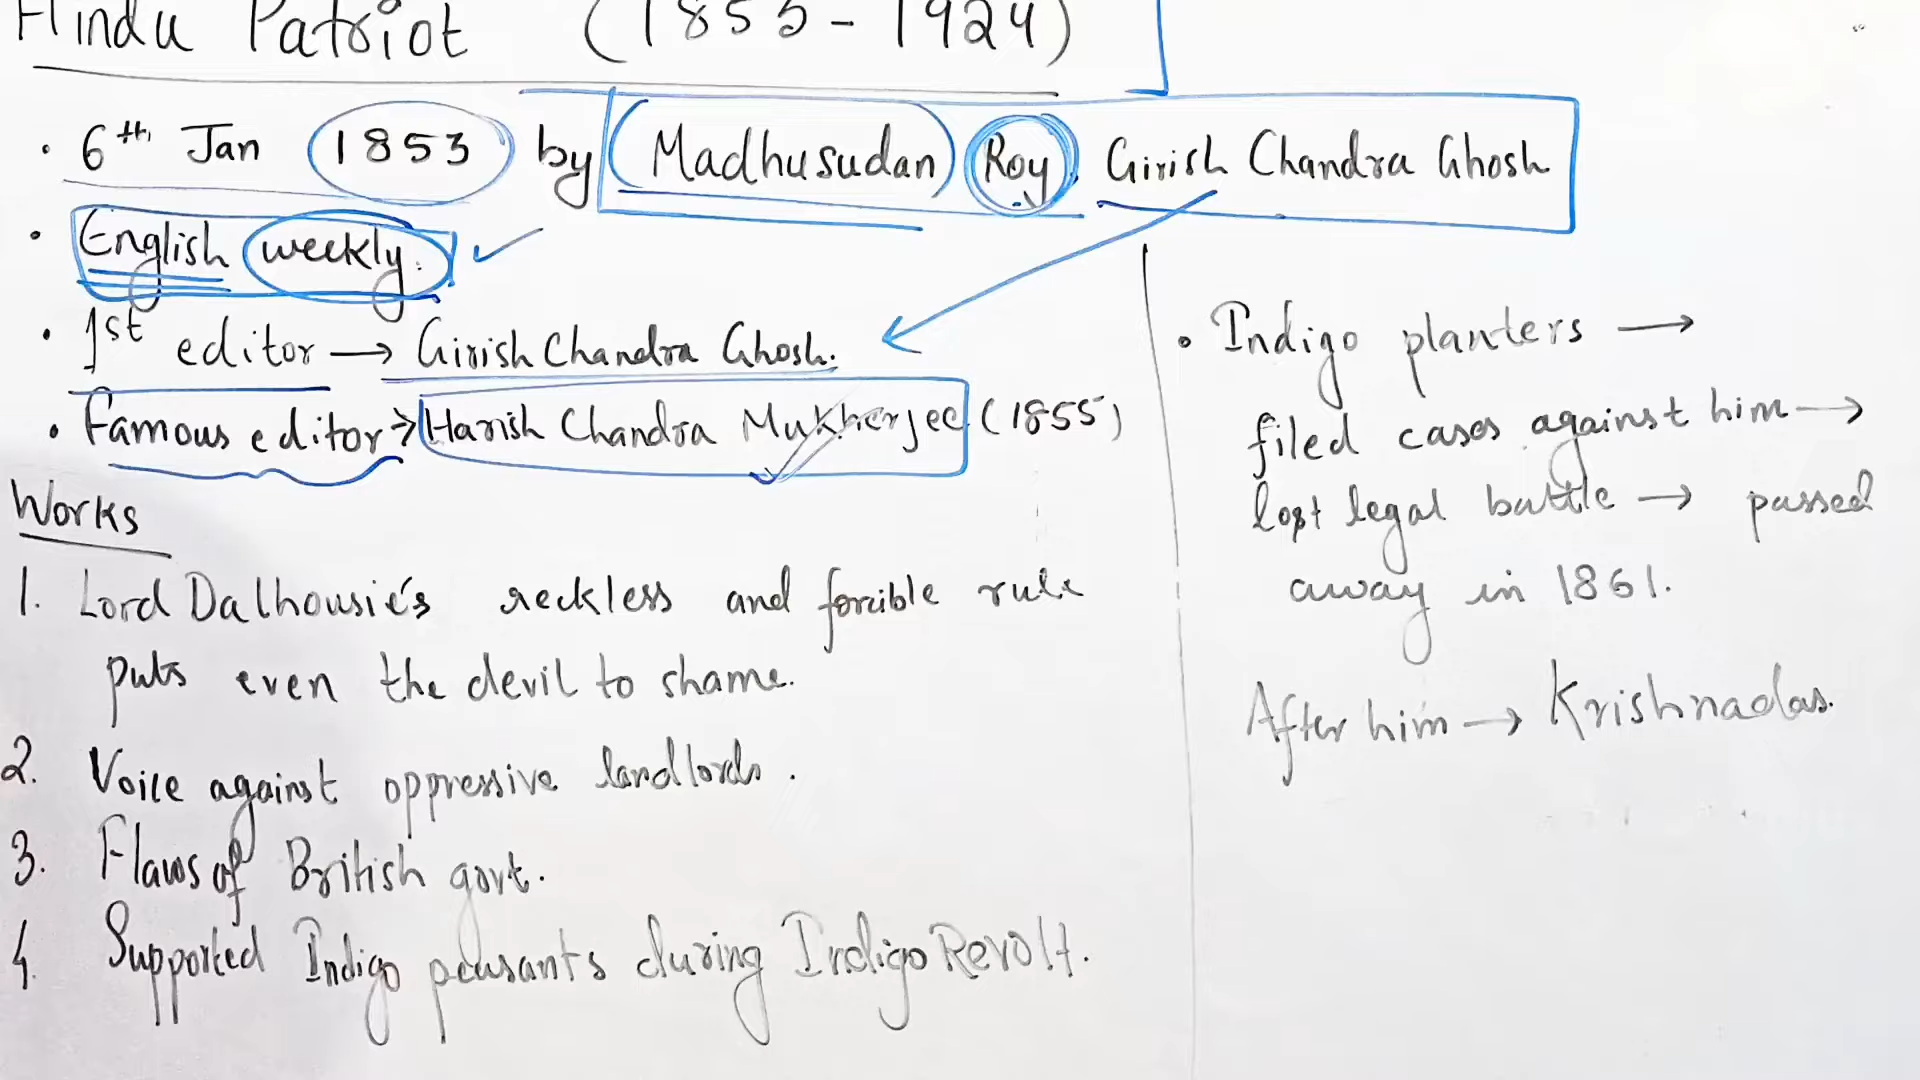 Hindu Patriot (1853-1924)
• 6th Jan 1853 by Madhusudan Roy, Girish Chandra Ghosh
• English weekly.
• 1st editor → Girish Chandra Ghosh.
• Famous editor → Harish Chandra Mukherjee (1855)
Works
1. Lord Dalhousie's reckless and forcible rule
puts even the devil to shame.
2. Voice against oppressive landlords.
3. Flaws of British govt.
4. Supported Indigo peasants during Indigo Revolt.
• Indigo planters →
filed cases against him →
lost legal battle → passed
away in 1861.
After him → Krishnadas.